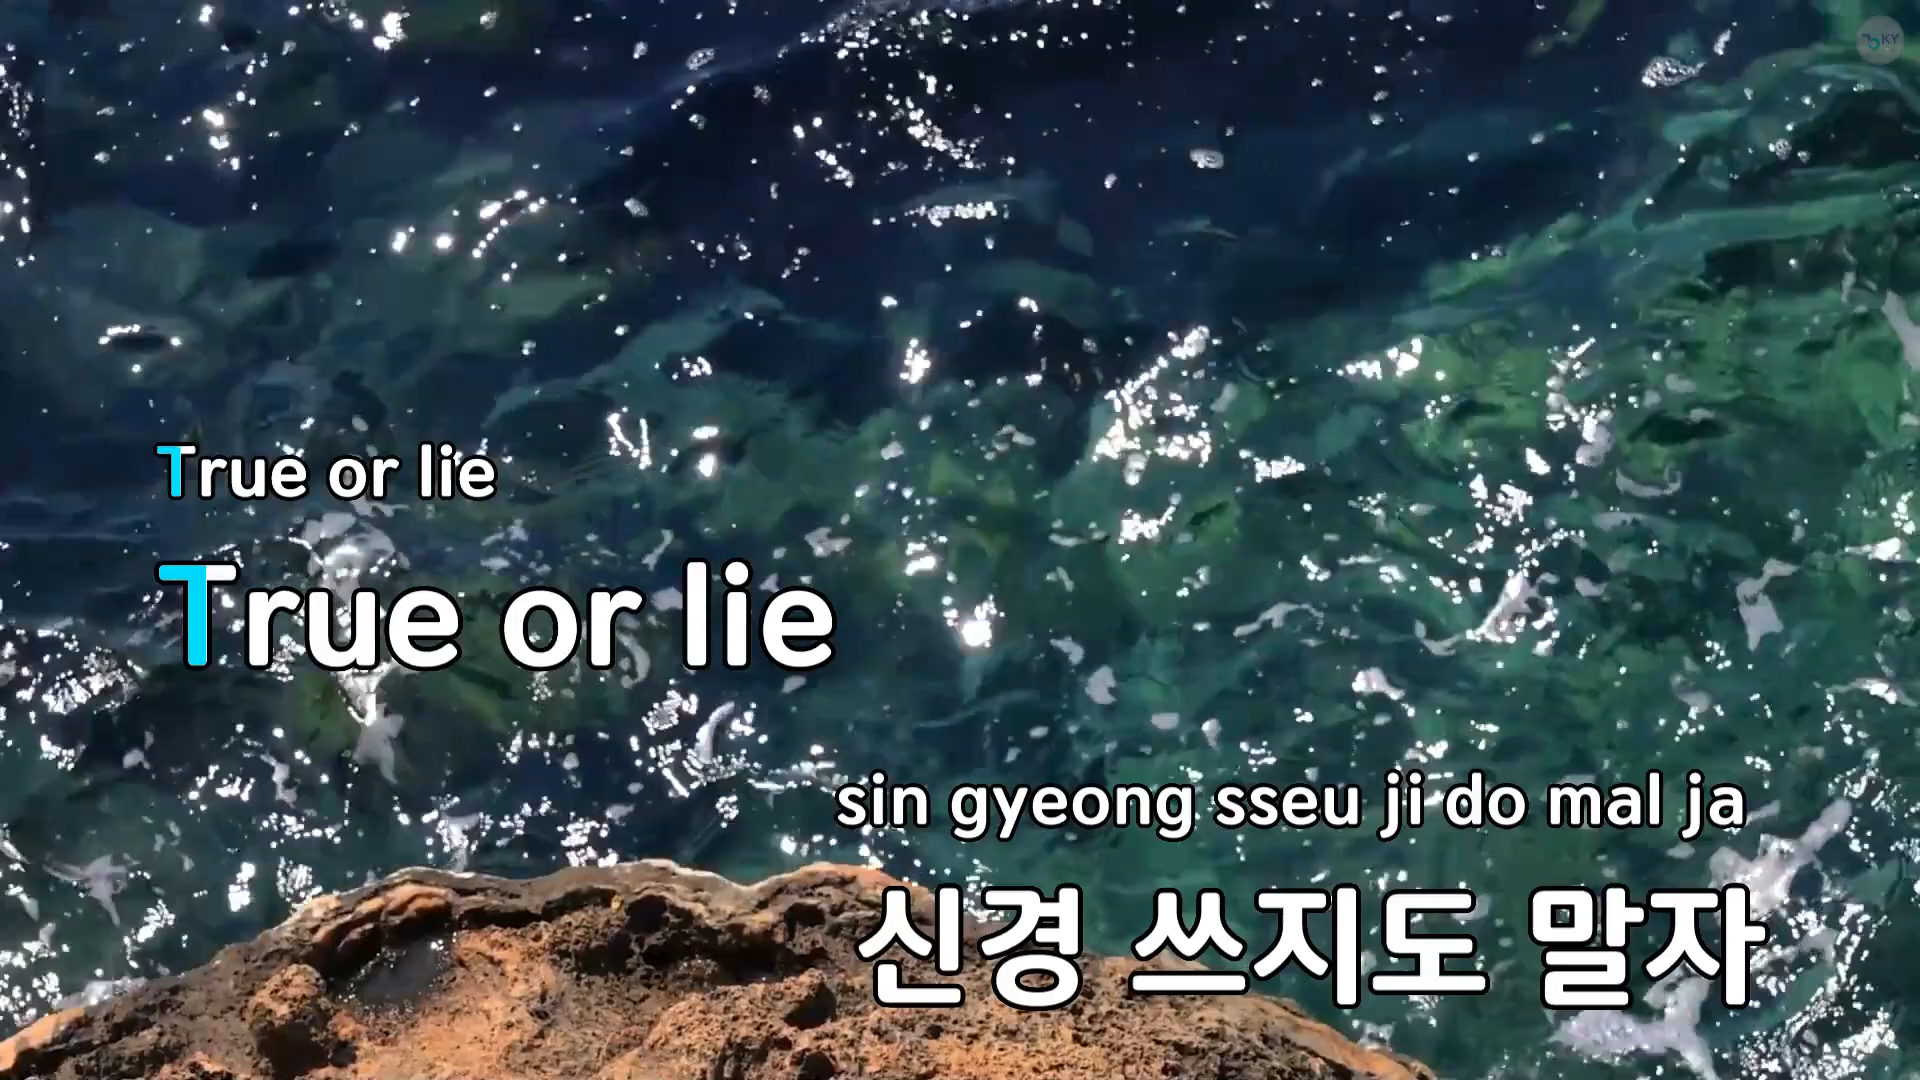 KY
True or lie
True or lie
sin gyeong sseu ji do mal ja
신경 쓰지도 말자